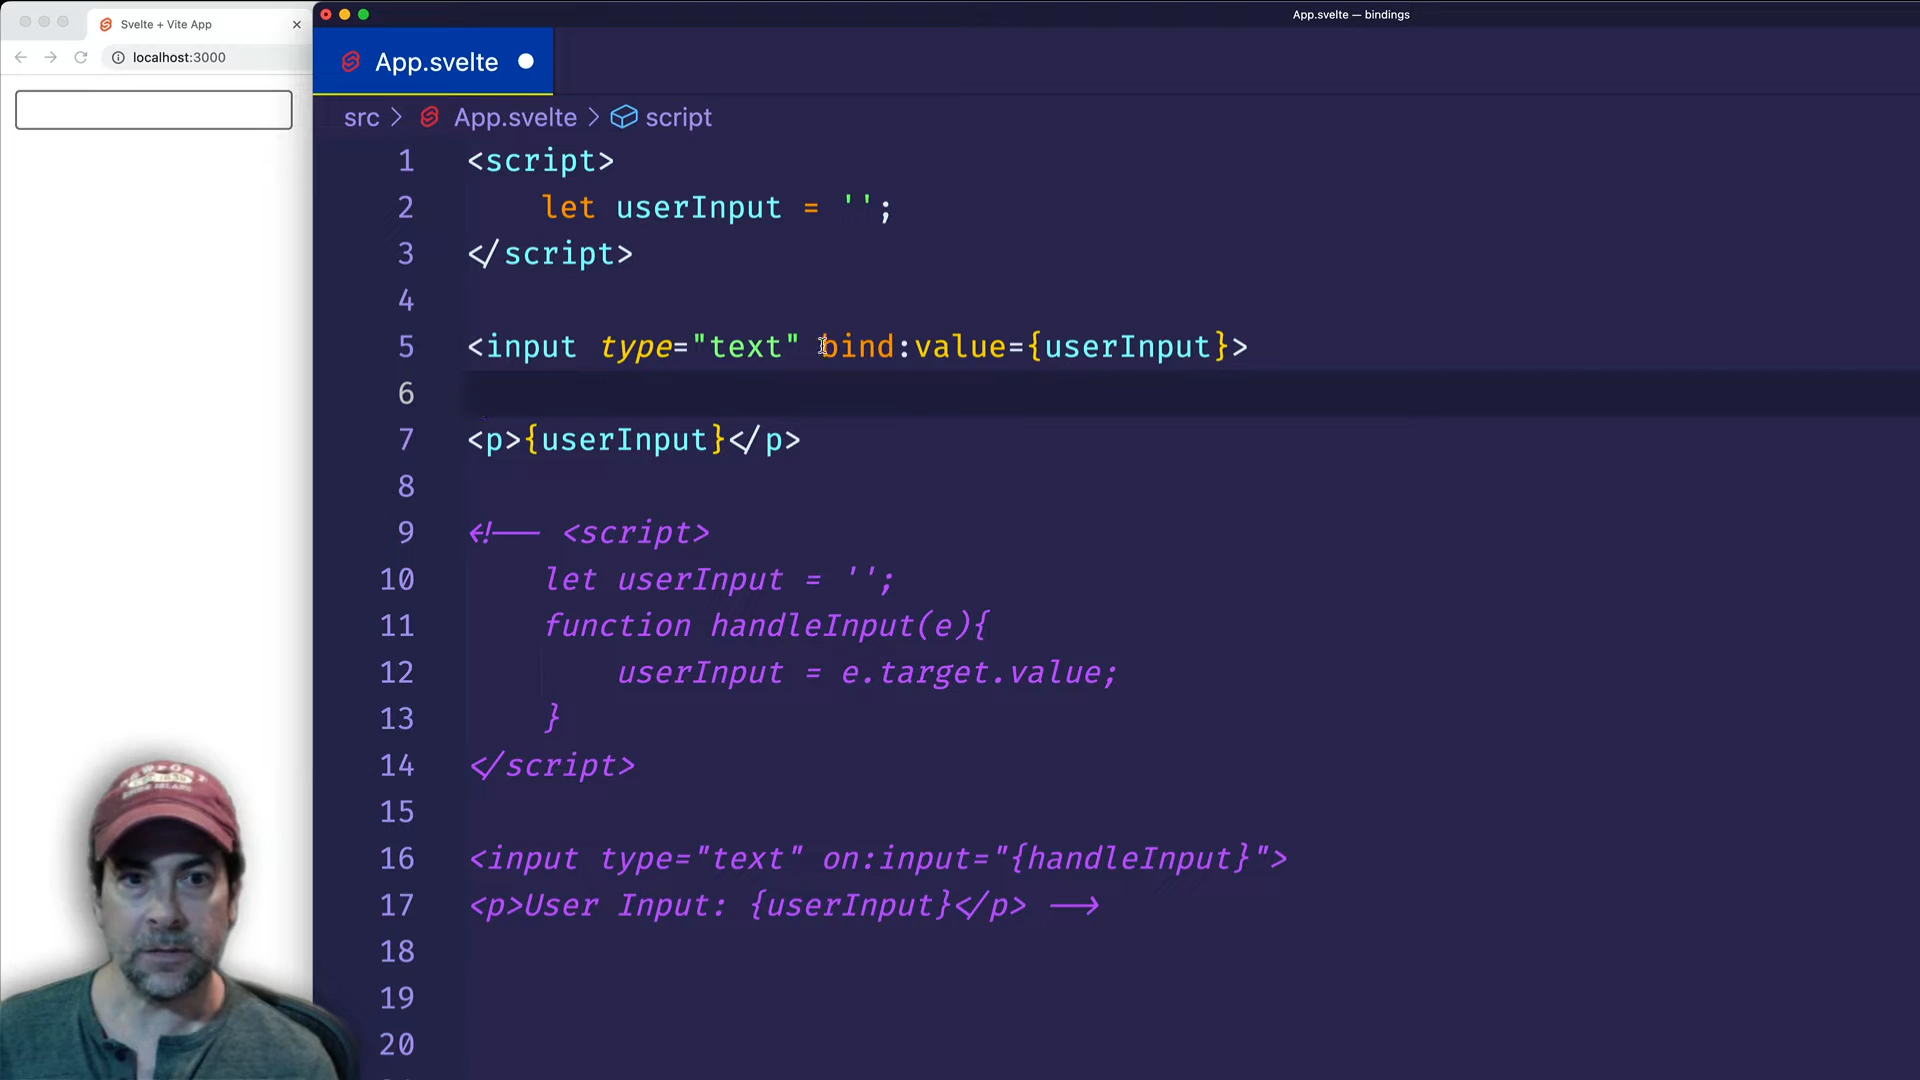 Svelte + Vite App
localhost:3000
App.svelte — bindings
App.svelte
src > App.svelte > script
1 <script>
2 let userInput = '';
3 </script>
4
5 <input type="text" bind:value={userInput}>
6
7 <p>{userInput}</p>
8
9 <!-- <script>
10 let userInput = '';
11 function handleInput(e){
12 userInput = e.target.value;
13 }
14 </script>
15
16 <input type="text" on:input="{handleInput}">
17 <p>User Input: {userInput}</p> -->
18
19
20